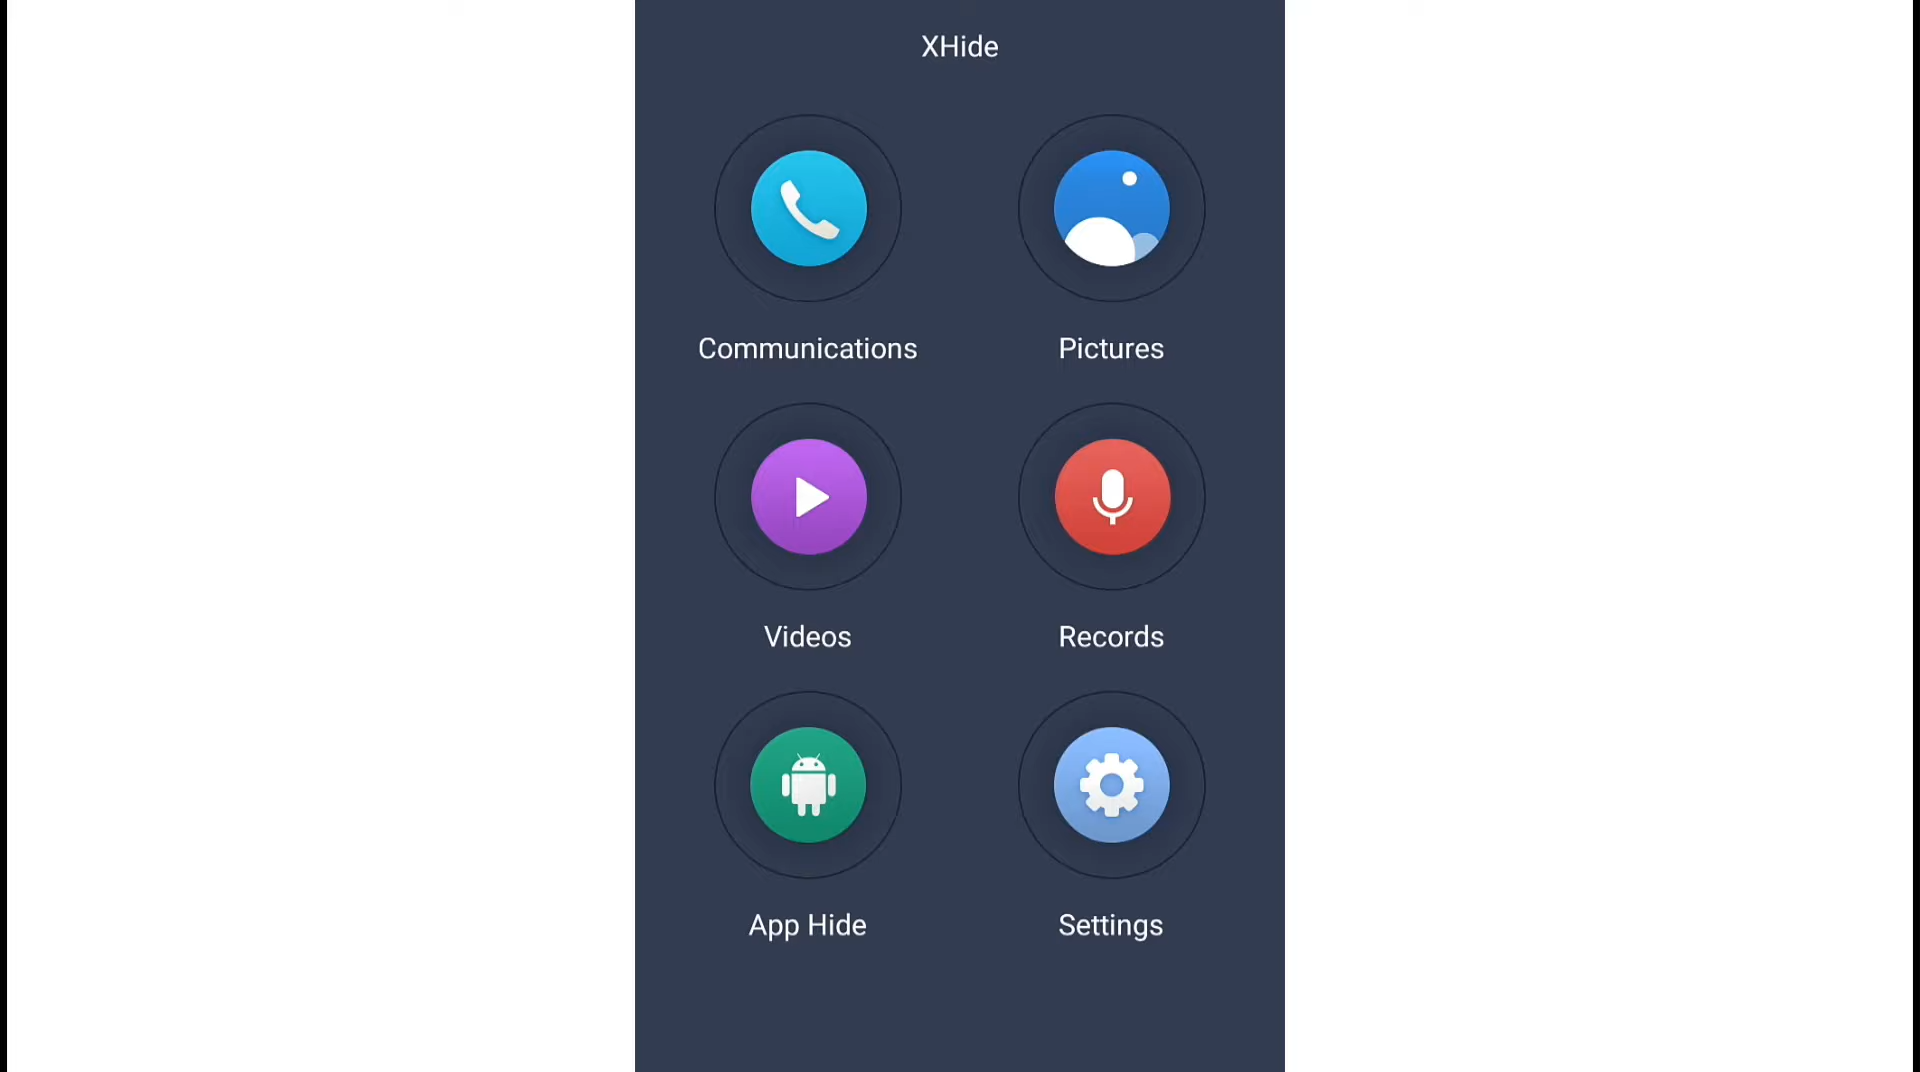 XHide
Communications
Pictures
Videos
Records
App Hide
Settings